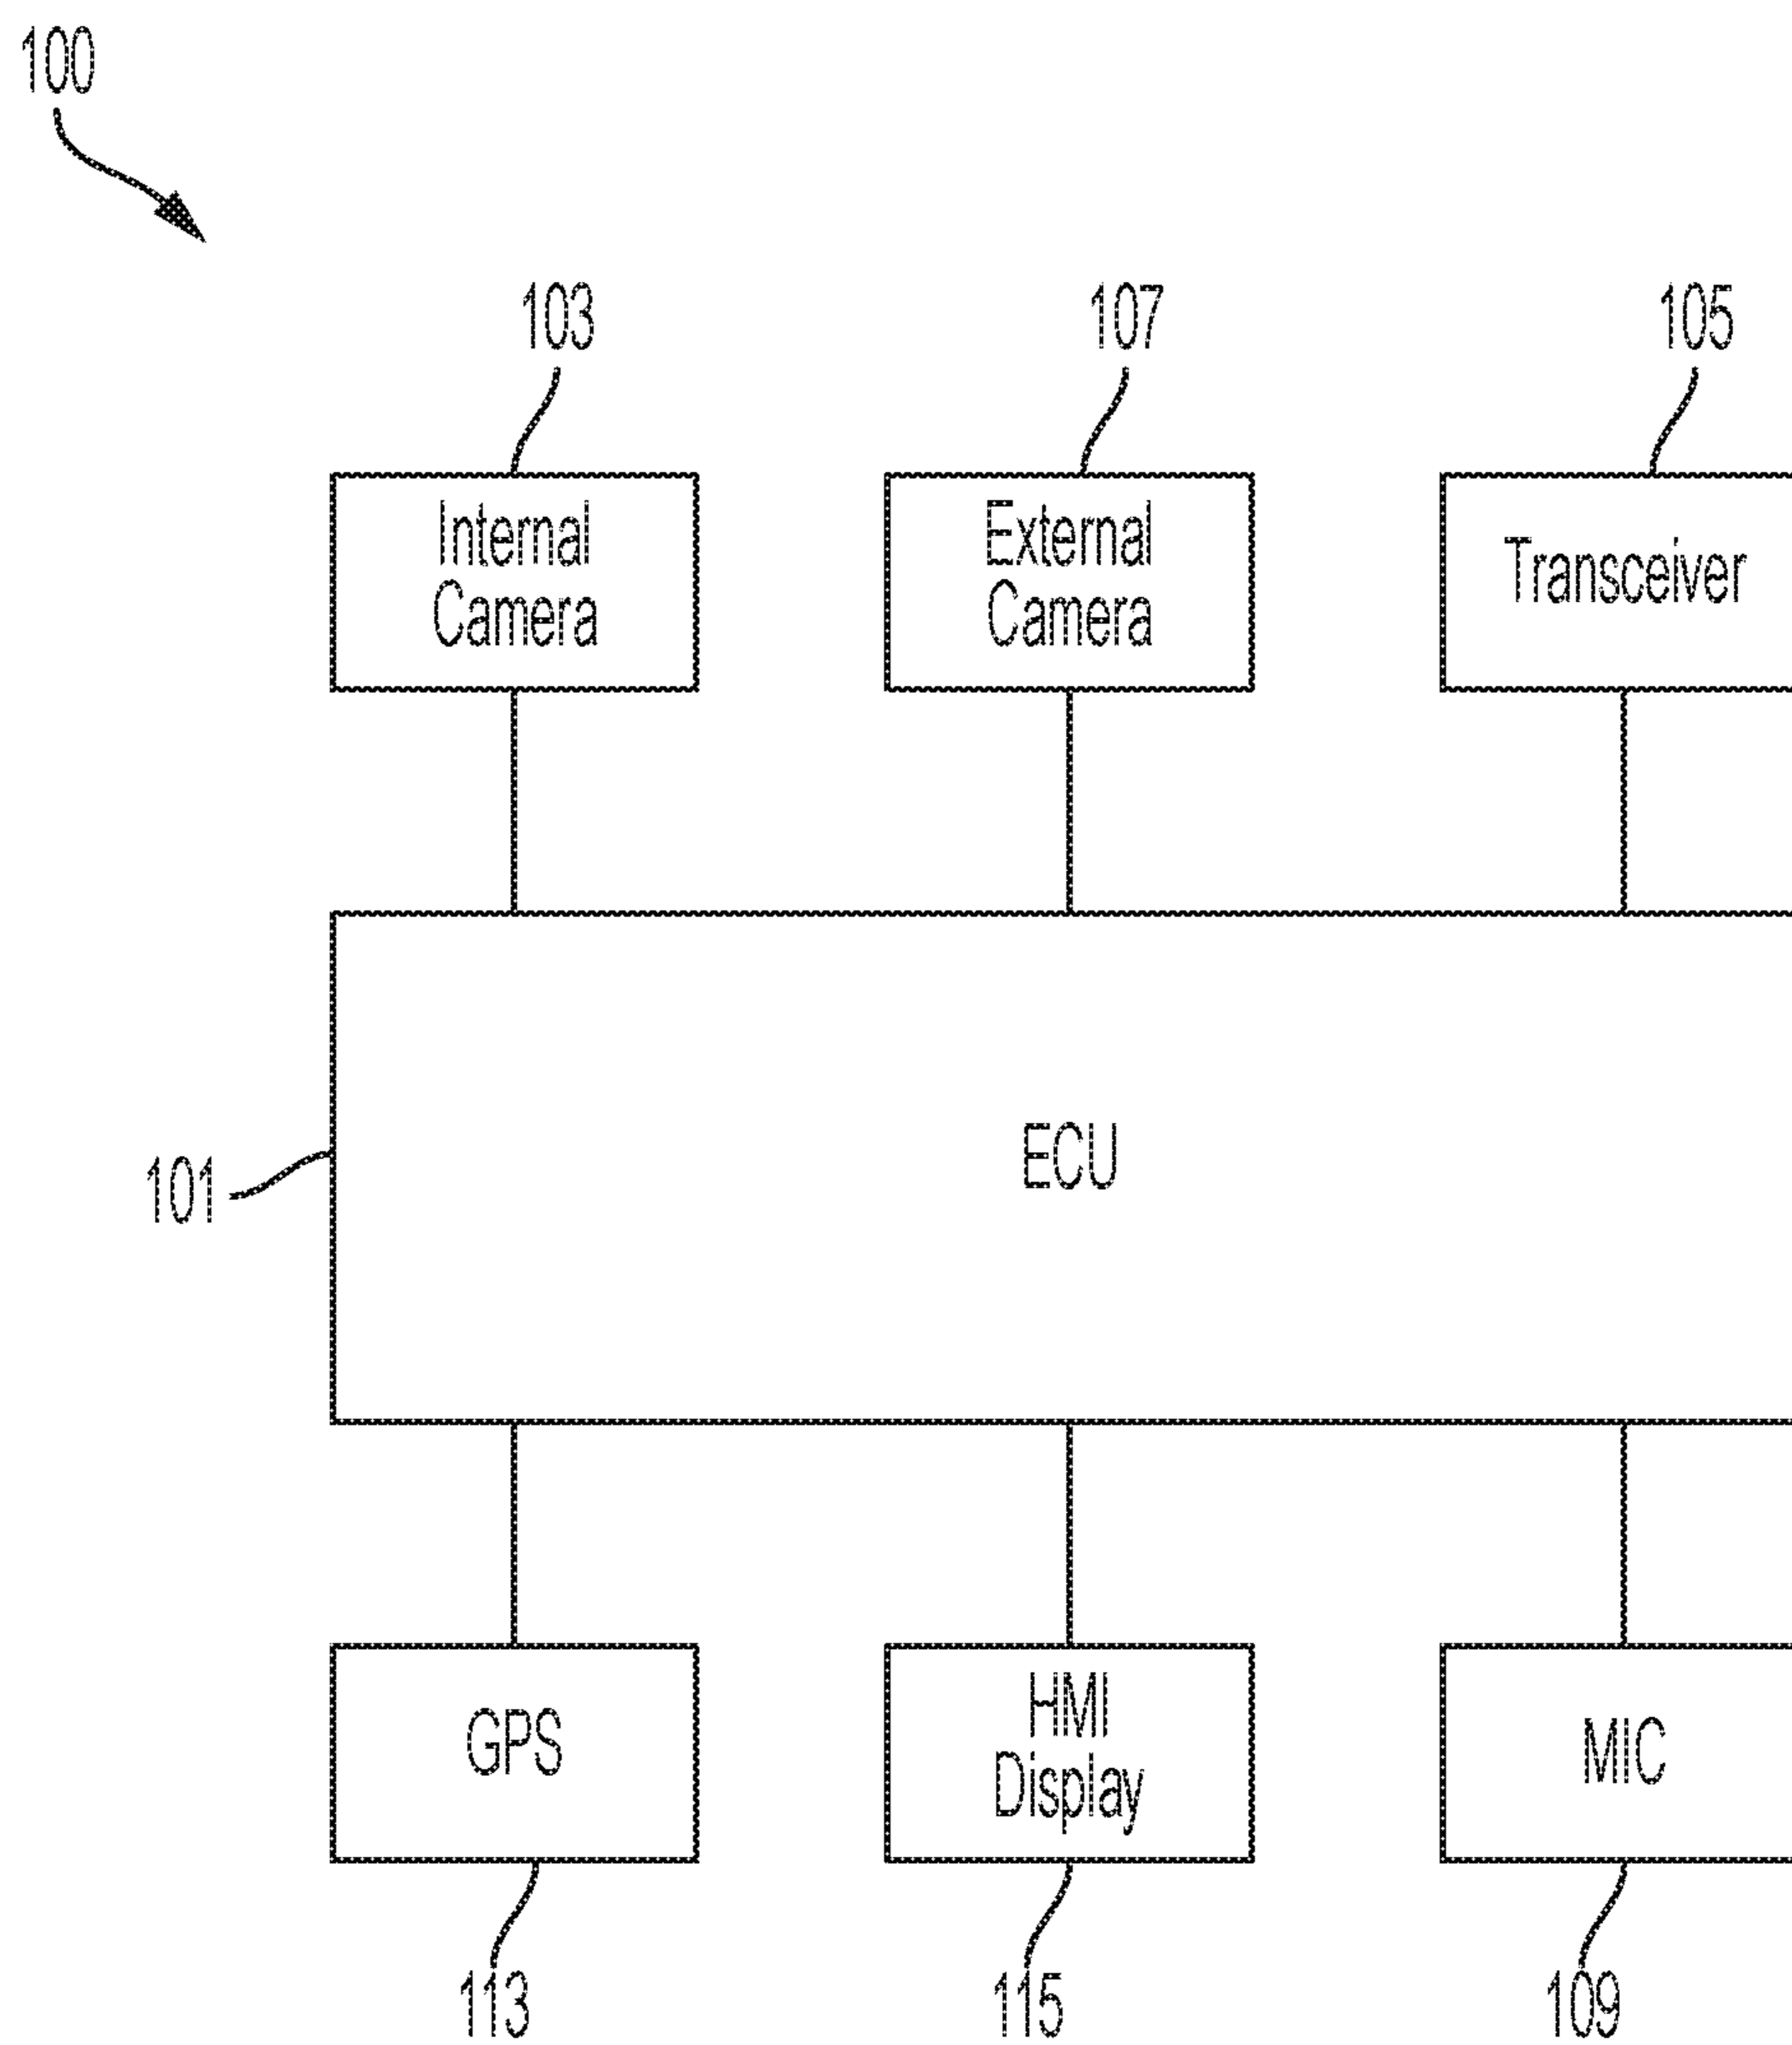 100
103
107
105
Internal
Camera
External
Camera
Transceiver
101
ECU
GPS
HMI
Display
MIC
113
115
109